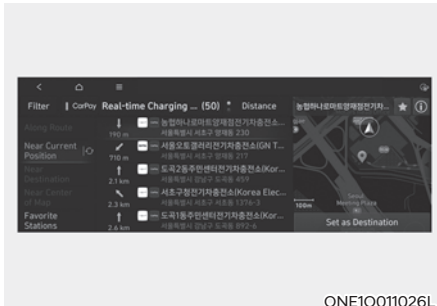 Filter
CarPay
Real-time Charging ... (50)
Distance
농협하나로마트양재점전기차...
Along Route
190 m
농협하나로마트양재점전기차충전소...
서울특별시 서초구 양재동 230
Near Current
Position
710 m
서울오토갤러리전기차충전소(GN T...
서울특별시 서초구 양재동 217
Near
Destination
2.1 km
도곡2동주민센터전기차충전소(Kor...
서울특별시 강남구 도곡동 459
Near Center
of Map
2.3 km
서초구청전기차충전소(Korea Elec...
서울특별시 서초구 서초동 1376-3
Favorite
Stations
2.6 km
도곡1동주민센터전기차충전소(Kor...
서울특별시 강남구 도곡동 892-6
100m
Seoul
Meeting Plaza
Set as Destination
ONE1Q011026L